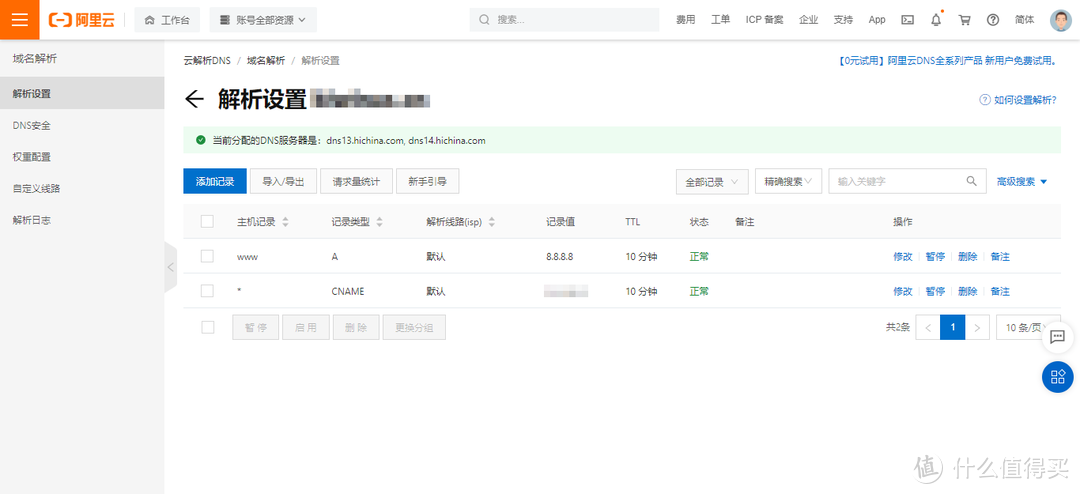 阿里云 工作台 账号全部资源 搜索... 费用 工单 ICP 备案 企业 支持 App 简体
域名解析
解析设置
DNS安全
权重配置
自定义线路
解析日志
云解析DNS / 域名解析 / 解析设置 【0元试用】阿里云DNS全系列产品 新用户免费试用。
解析设置 如何设置解析?
当前分配的DNS服务器是: dns13.hichina.com, dns14.hichina.com
添加记录 导入/导出 请求量统计 新手引导 全部记录 精确搜索 输入关键字 高级搜索
主机记录 记录类型 解析线路(isp) 记录值 TTL 状态 备注 操作
www A 默认 8.8.8.8 10 分钟 正常 修改 暂停 删除 备注
* CNAME 默认 10 分钟 正常 修改 暂停 删除 备注
暂 停 启 用 删 除 更换分组 共2条 1 10 条/页
值 什么值得买